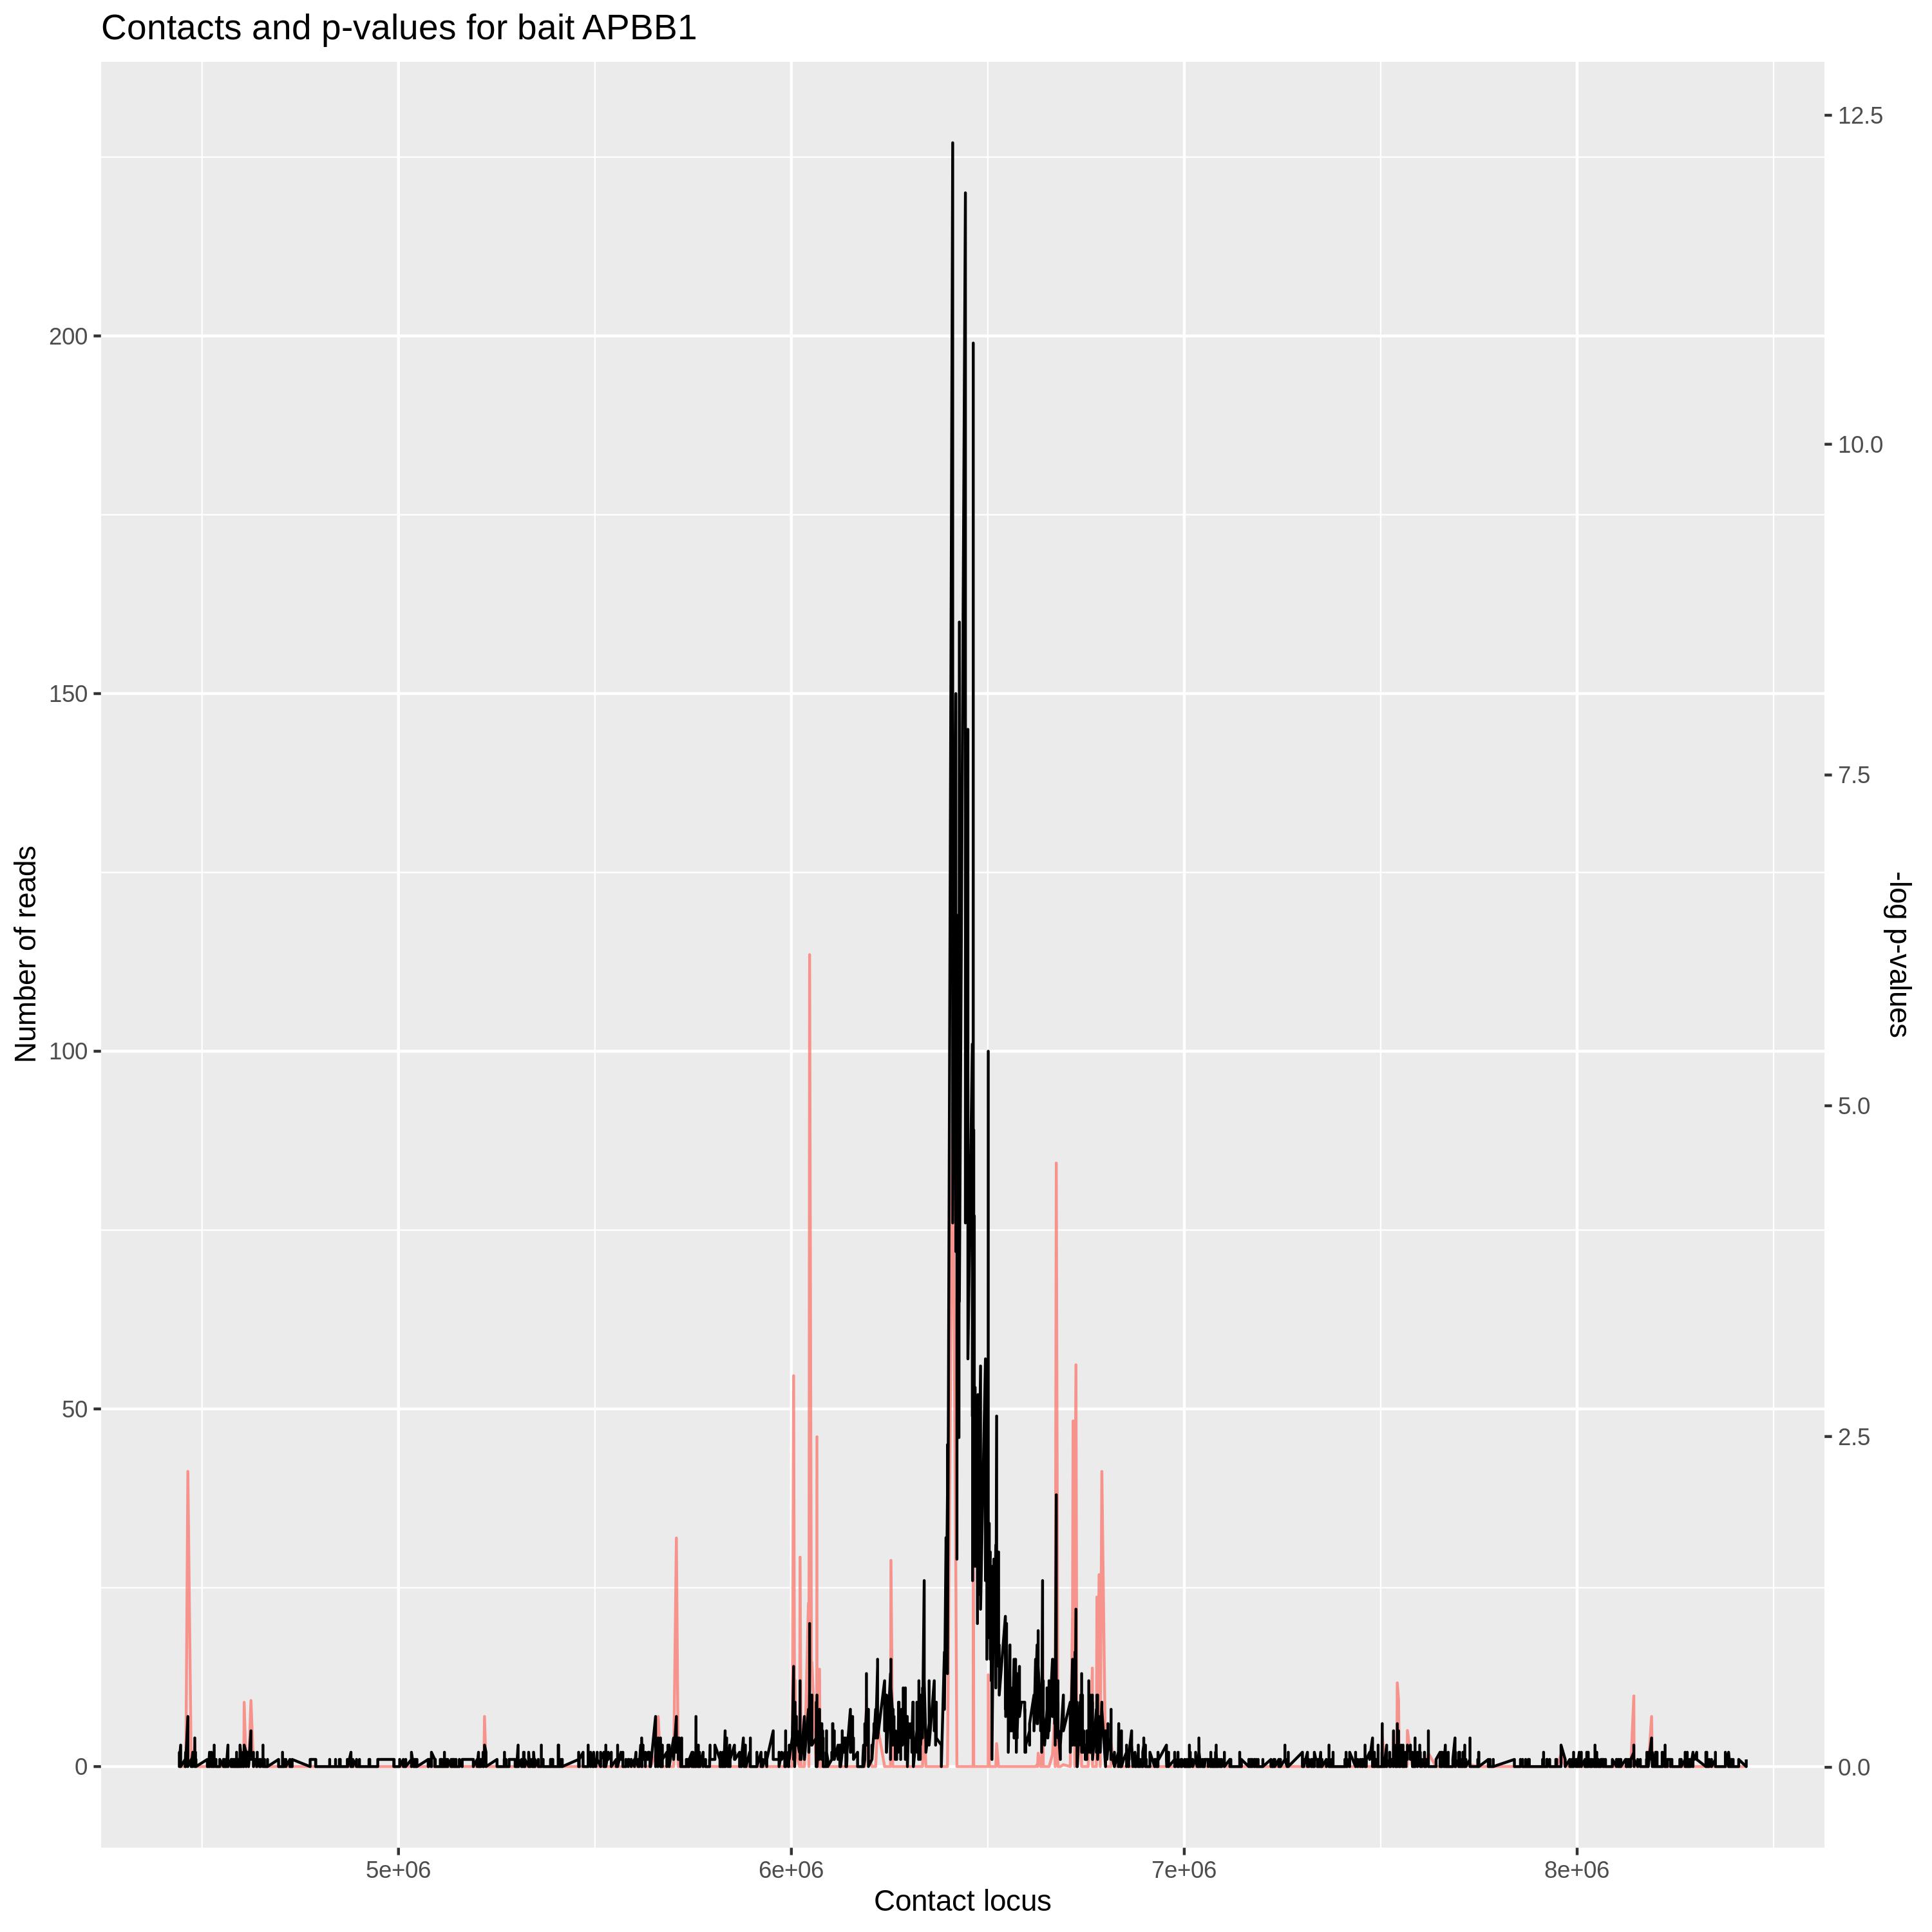 Contacts and p-values for bait APBB1
12.5
10.0
7.5
5.0
2.5
0.0
200
150
100
50
0
Number of reads
-log p-values
5e+06
6e+06
7e+06
8e+06
Contact locus